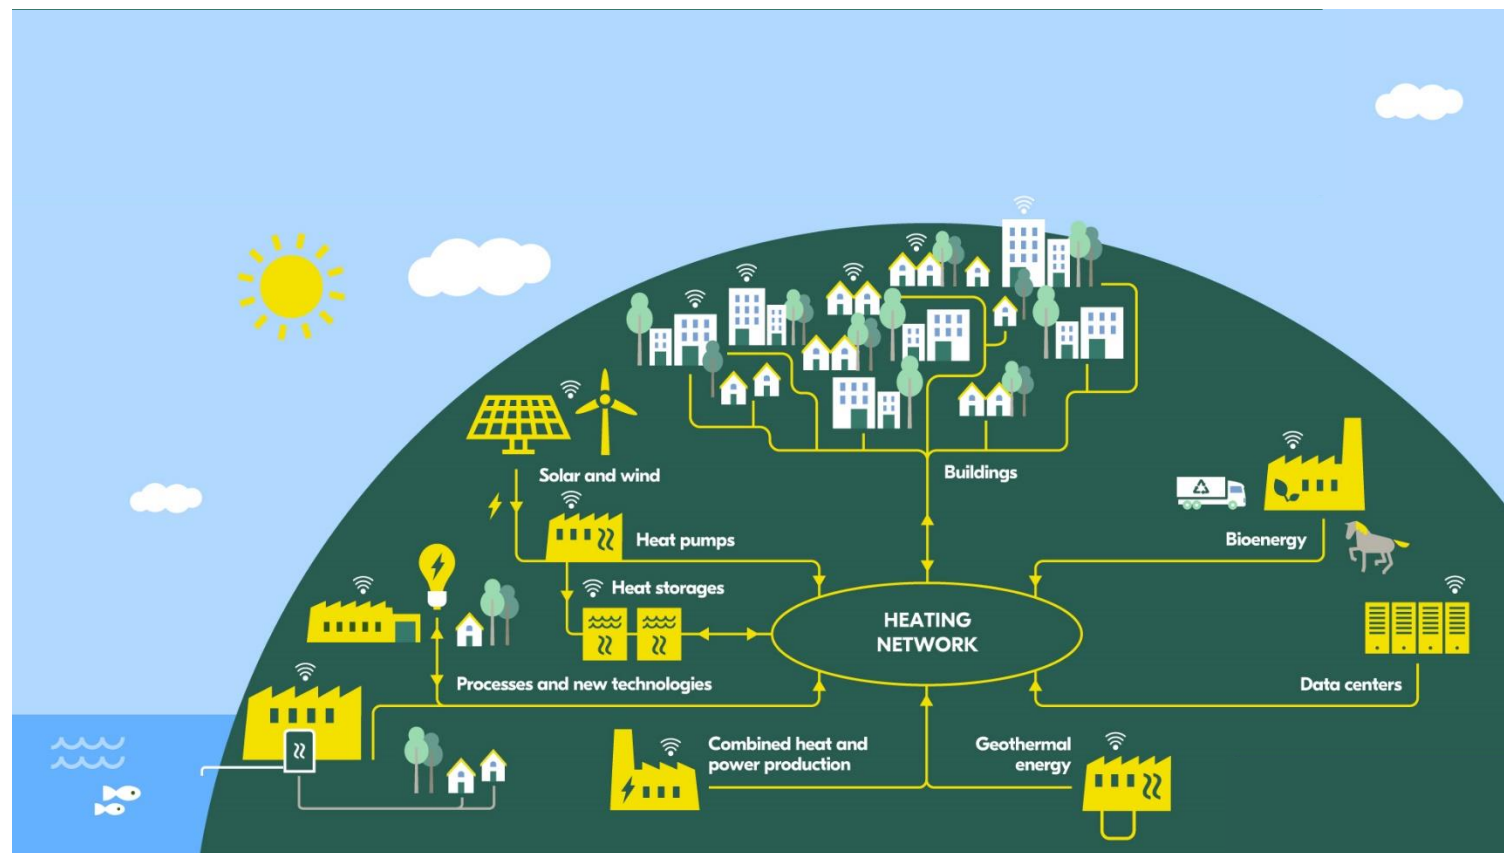 Solar and wind
Buildings
Heat pumps
Bioenergy
Heat storages
HEATING
NETWORK
Processes and new technologies
Data centers
Combined heat and
power production
Geothermal
energy